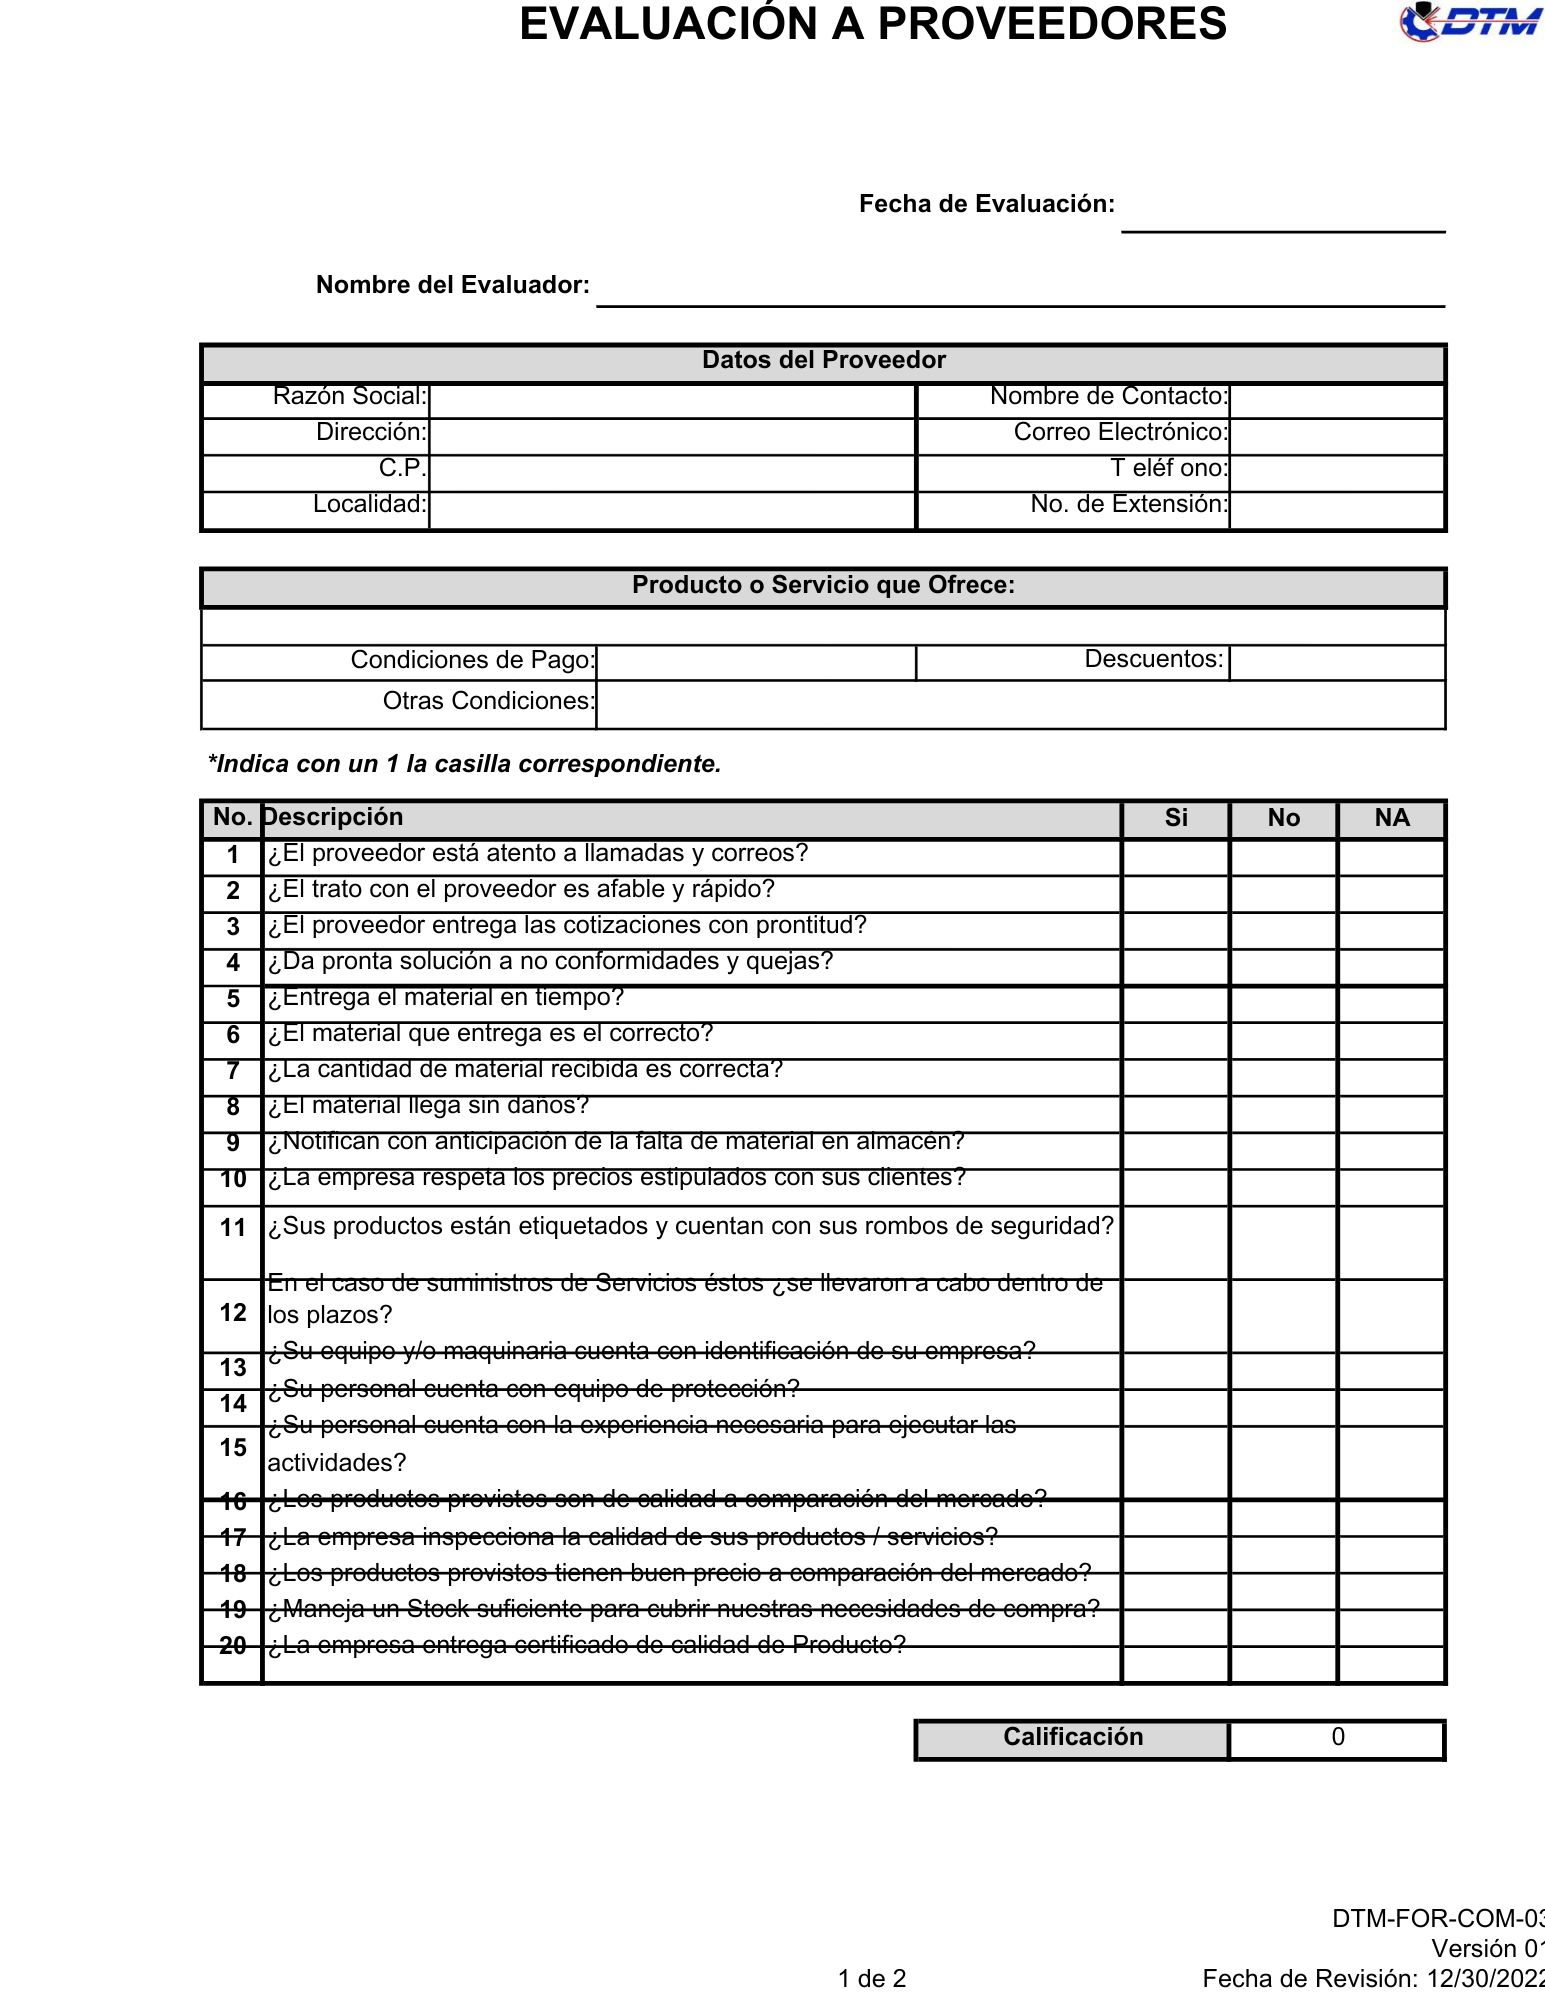 EVALUACIÓN A PROVEEDORES
DTM
Fecha de Evaluación:
Nombre del Evaluador:
Datos del Proveedor
Razón Social: Nombre de Contacto:
Dirección: Correo Electrónico:
C.P. T eléf ono:
Localidad: No. de Extensión:
Producto o Servicio que Ofrece:
Condiciones de Pago: Descuentos:
Otras Condiciones:
*Indica con un 1 la casilla correspondiente.
No. Descripción Si No NA
1 ¿El proveedor está atento a llamadas y correos?
2 ¿El trato con el proveedor es afable y rápido?
3 ¿El proveedor entrega las cotizaciones con prontitud?
4 ¿Da pronta solución a no conformidades y quejas?
5 ¿Entrega el material en tiempo?
6 ¿El material que entrega es el correcto?
7 ¿La cantidad de material recibida es correcta?
8 ¿El material llega sin daños?
9 ¿Notifican con anticipación de la falta de material en almacén?
10 ¿La empresa respeta los precios estipulados con sus clientes?
11 ¿Sus productos están etiquetados y cuentan con sus rombos de seguridad?
En el caso de suministros de Servicios éstos ¿se llevaron a cabo dentro de
12 los plazos?
13 ¿Su equipo y/o maquinaria cuenta con identificación de su empresa?
14 ¿Su personal cuenta con equipo de protección?
15 ¿Su personal cuenta con la experiencia necesaria para ejecutar las
actividades?
16 ¿Los productos provistos son de calidad a comparación del mercado?
17 ¿La empresa inspecciona la calidad de sus productos / servicios?
18 ¿Los productos provistos tienen buen precio a comparación del mercado?
19 ¿Maneja un Stock suficiente para cubrir nuestras necesidades de compra?
20 ¿La empresa entrega certificado de calidad de Producto?
Calificación 0
DTM-FOR-COM-03
Versión 01
1 de 2 Fecha de Revisión: 12/30/2022